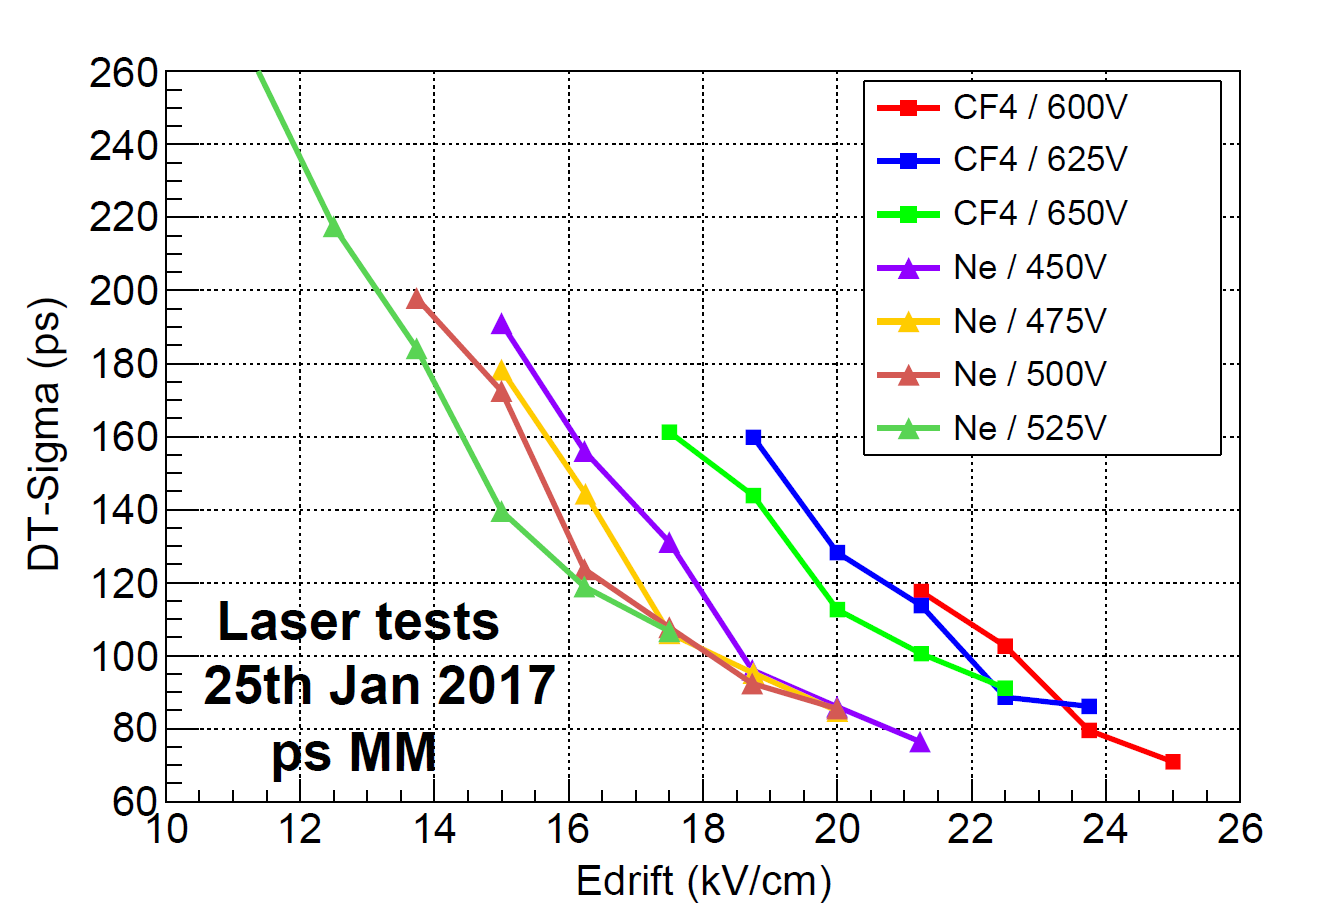 260
240
220
200
180
160
140
120
100
80
60
DT-Sigma (ps)
CF4 / 600V
CF4 / 625V
CF4 / 650V
Ne / 450V
Ne / 475V
Ne / 500V
Ne / 525V
Laser tests
25th Jan 2017
ps MM
10 12 14 16 18 20 22 24 26
Edrift (kV/cm)